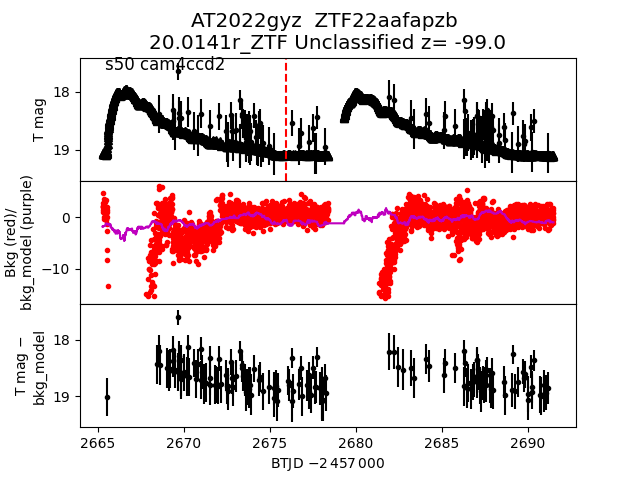 AT2022gyz ZTF22aafapzb
20.0141r_ZTF Unclassified z= -99.0
s50 cam4ccd2
T mag
18
19
Bkg (red)/
bkg_model (purple)
0
−10
T mag −
bkg_model
18
19
2665 2670 2675 2680 2685 2690
BTJD −2 457 000